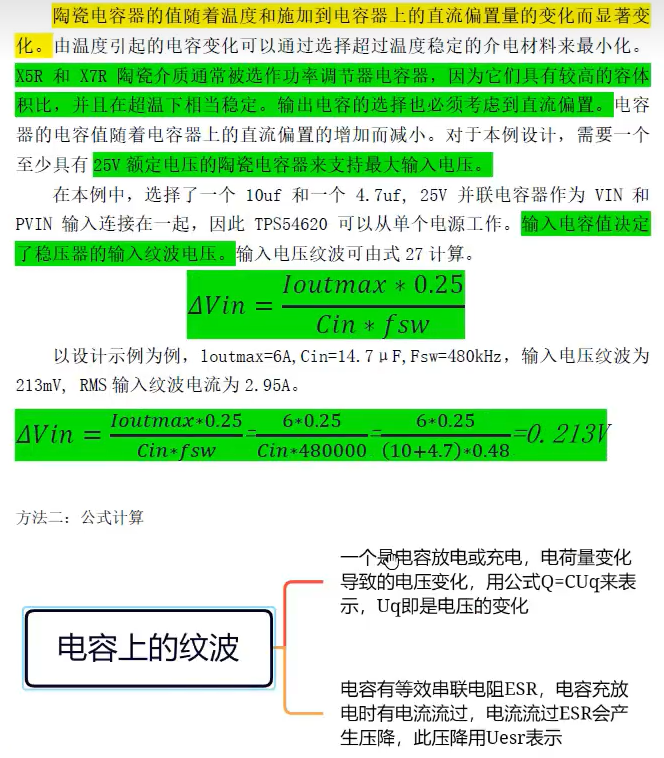 陶瓷电容器的值随着温度和施加到电容器上的直流偏置量的变化而显著变
化。由温度引起的电容变化可以通过选择超过温度稳定的介电材料来最小化。
X5R 和 X7R 陶瓷介质通常被选作功率调节器电容器，因为它们具有较高的容体
积比，并且在超温下相当稳定。输出电容的选择也必须考虑到直流偏置。电容
器的电容值随着电容器上的直流偏置的增加而减小。对于本例设计，需要一个
至少具有 25V 额定电压的陶瓷电容器来支持最大输入电压。
在本例中，选择了一个 10uf 和一个 4.7uf, 25V 并联电容器作为 VIN 和
PVIN 输入连接在一起，因此 TPS54620 可以从单个电源工作。输入电容值决定
了稳压器的输入纹波电压。输入电压纹波可由式 27 计算。
ΔVin = Ioutmax * 0.25 / Cin * fsw
以设计示例为例，loutmax=6A,Cin=14.7μF,Fsw=480kHz，输入电压纹波为
213mV, RMS 输入纹波电流为 2.95A。
ΔVin = Ioutmax*0.25 / Cin*fsw = 6*0.25 / Cin*480000 = 6*0.25 / (10+4.7)*0.48 =0.213V
方法二：公式计算
电容上的纹波
一个是电容放电或充电，电荷量变化
导致的电压变化，用公式Q=CUq来表
示，Uq即是电压的变化
电容有等效串联电阻ESR，电容充放
电时有电流流过，电流流过ESR会产
生压降，此压降用Uesr表示